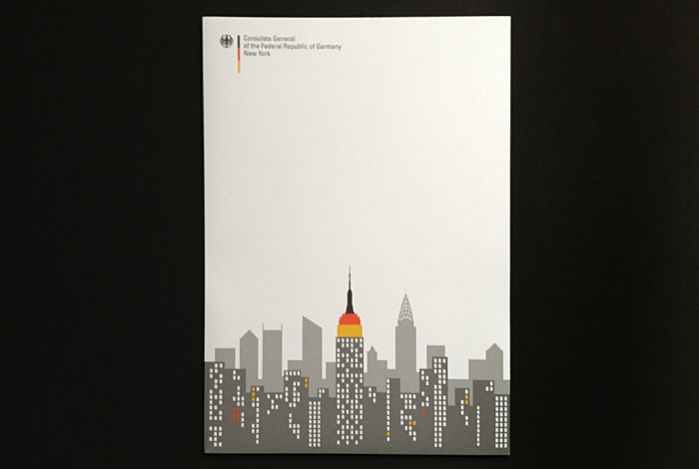 Consulate General
of the Federal Republic of Germany
New York